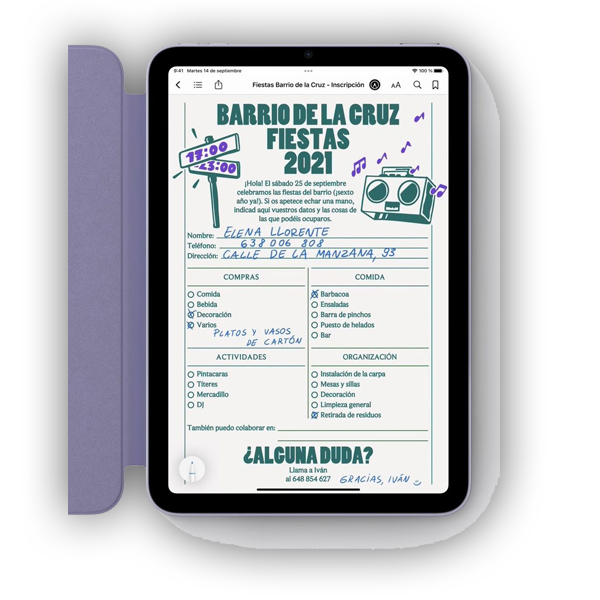 9:41 Martes 14 de septiembre
100 %
Fiestas Barrio de la Cruz - Inscripción
AA
BARRIO DE LA CRUZ
FIESTAS
2021
17:00
23:00
¡Hola! El sábado 25 de septiembre
celebramos las fiestas del barrio (¡sexto
año ya!). Si os apetece echar una mano,
indicad aquí vuestros datos y las cosas de
las que podéis ocuparos.
Nombre: ELENA LLORENTE
Teléfono: 638 006 808
Dirección: CALLE DE LA MANZANA, 93
COMPRAS
Comida
Bebida
Decoración
Varios
PLATOS Y VASOS
DE CARTÓN
COMIDA
Barbacoa
Ensaladas
Barra de pinchos
Puesto de helados
Bar
ACTIVIDADES
Pintacaras
Títeres
Mercadillo
DJ
ORGANIZACIÓN
Instalación de la carpa
Mesas y sillas
Decoración
Limpieza general
Retirada de residuos
También puedo colaborar en:
¿ALGUNA DUDA?
Llama a Iván
al 648 854 627 GRACIAS, IVÁN